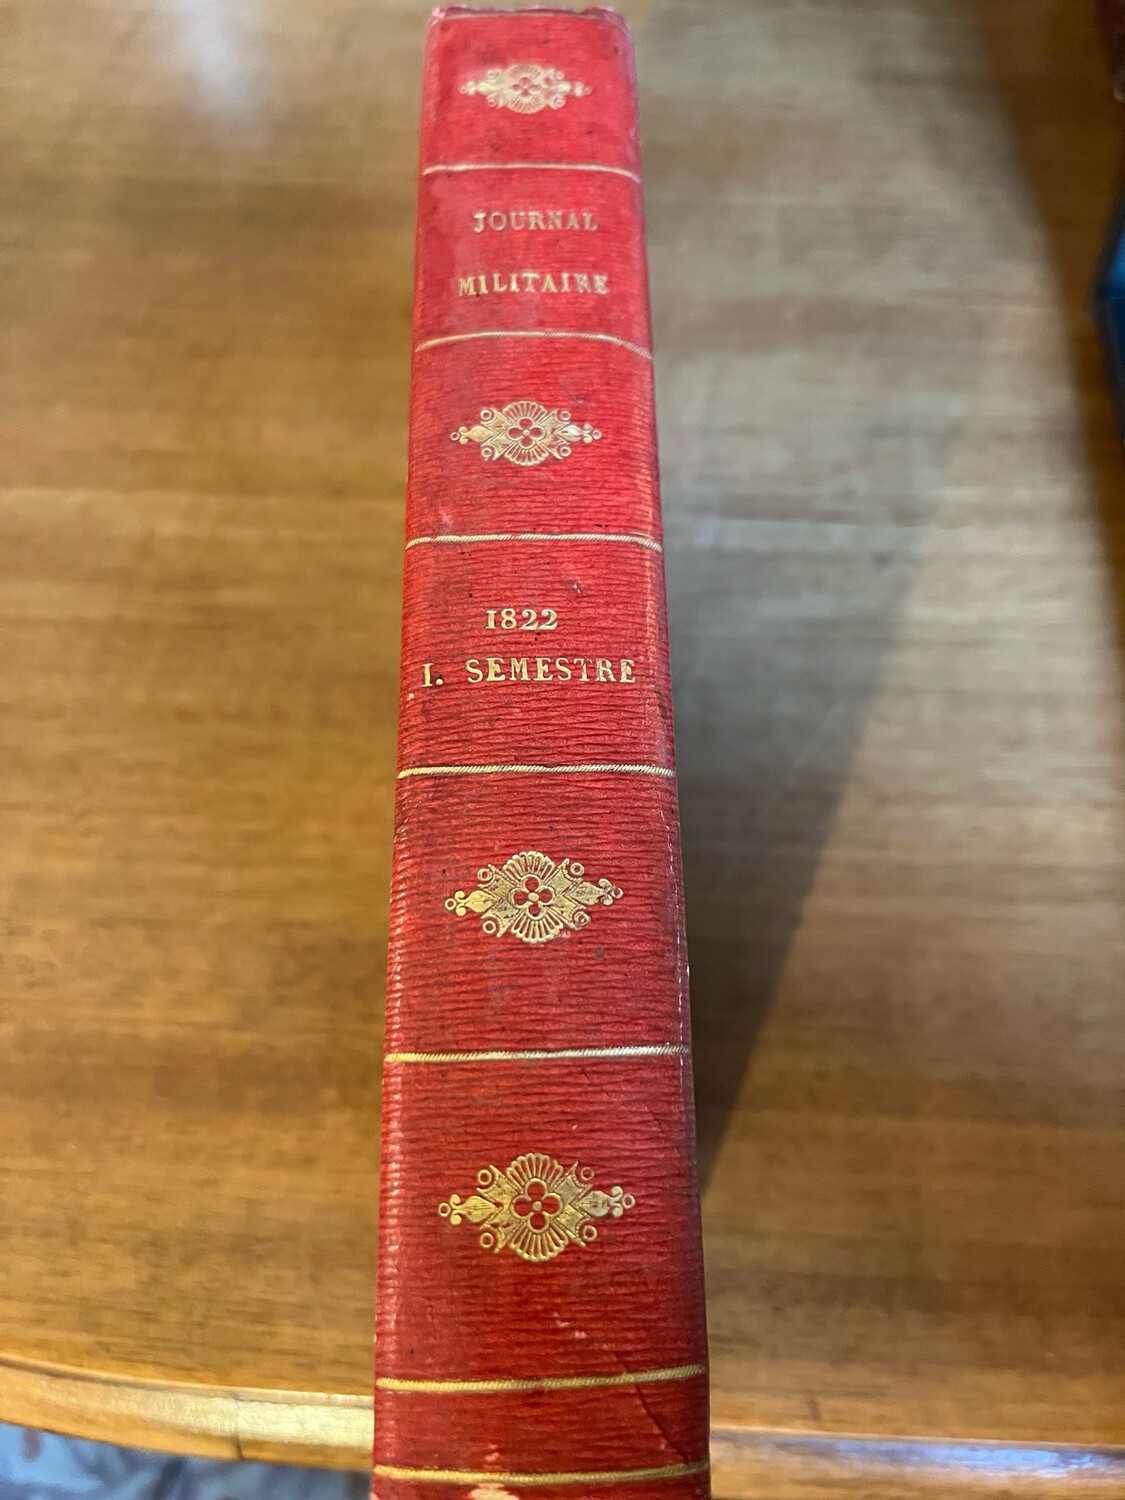 JOURNAL
MILITAIRE
1822
I. SEMESTRE